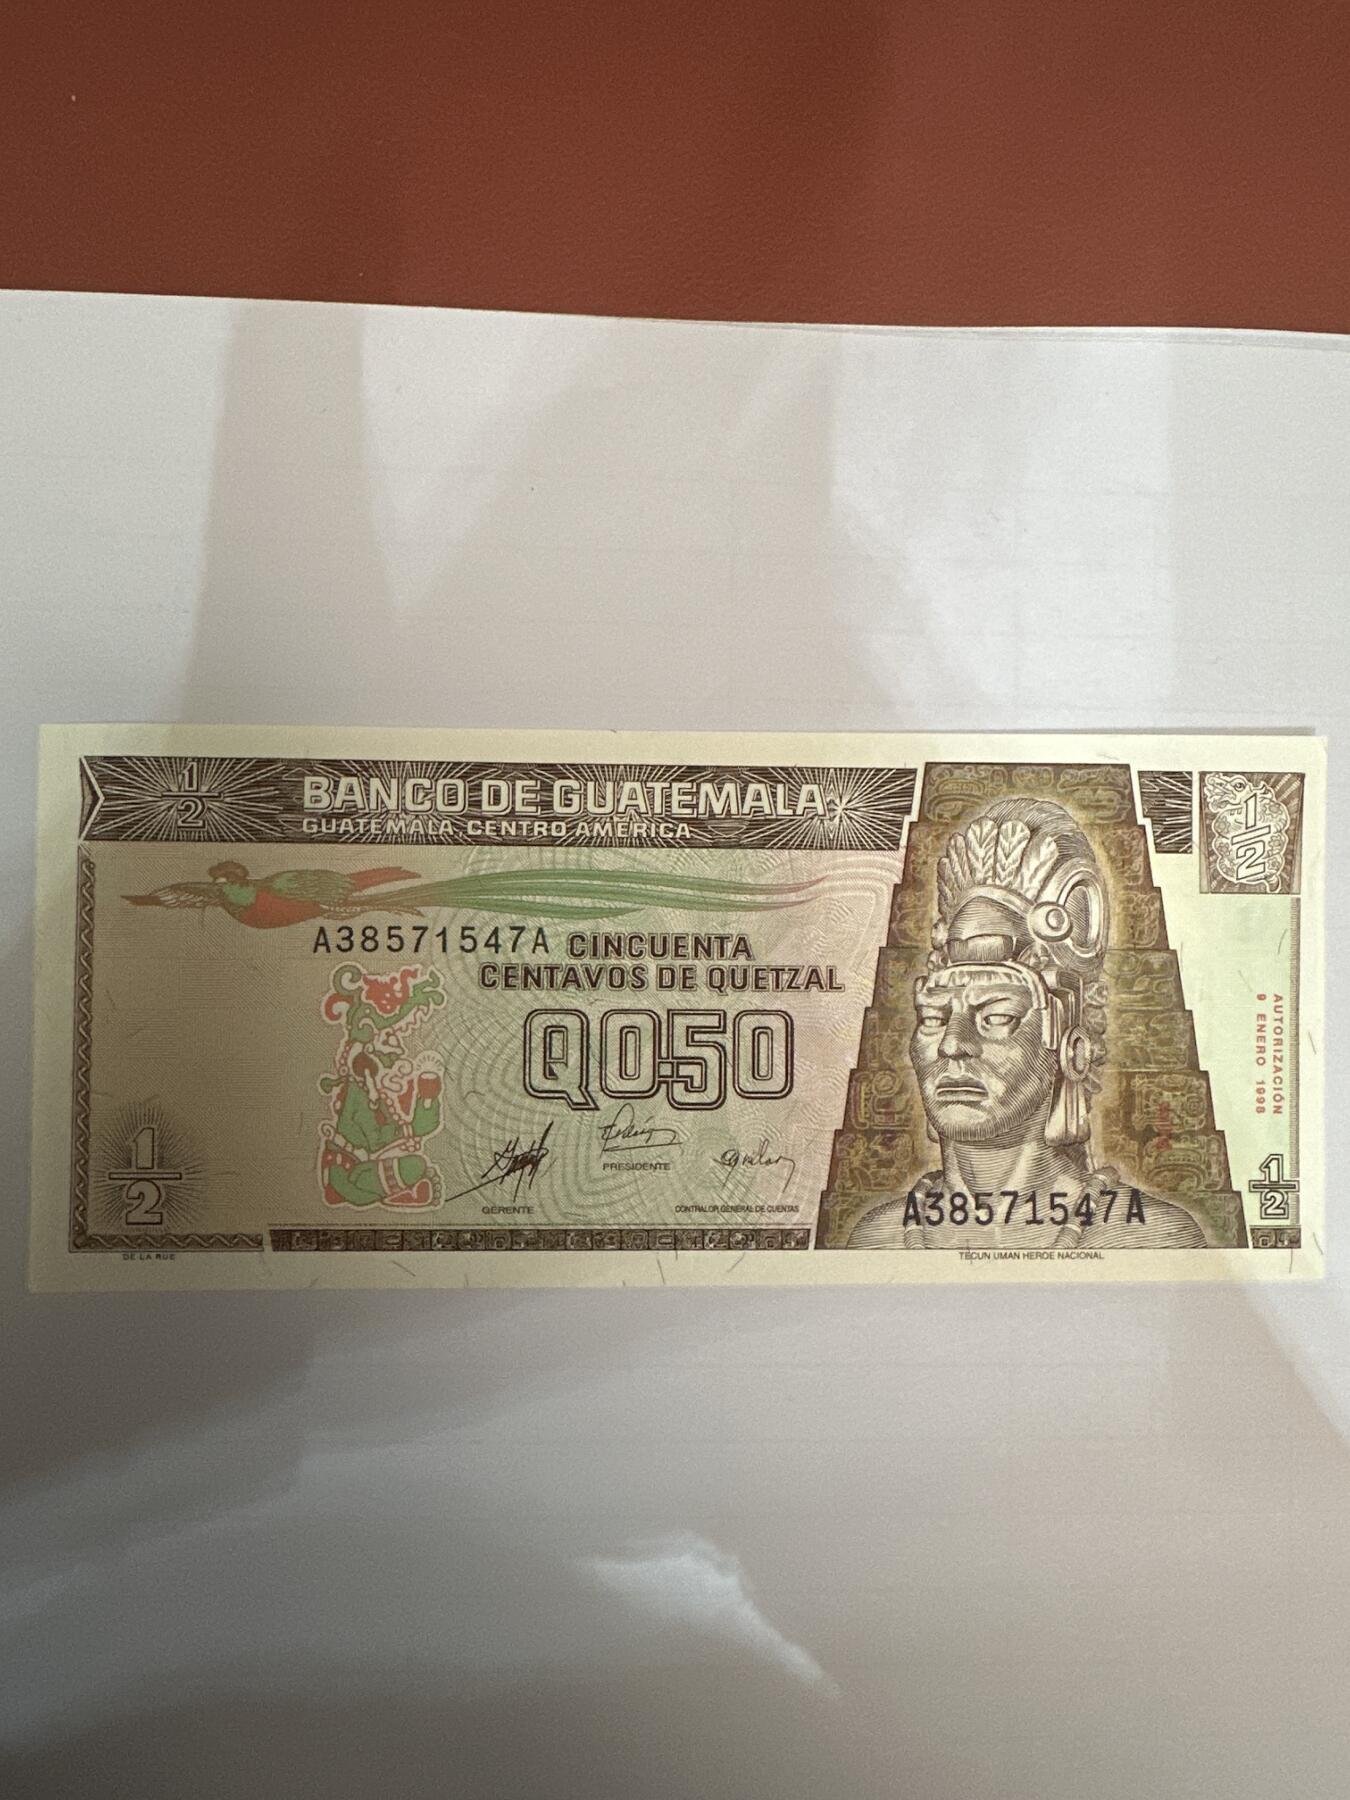 1/2
BANCO DE GUATEMALA
GUATEMALA, CENTRO AMERICA
1/2
A38571547A
CINCUENTA
CENTAVOS DE QUETZAL
Q0.50
AUTORIZACIÓN
9 ENERO 1998
PRESIDENTE
GERENTE
CONTRALOR GENERAL DE CUENTAS
1/2
1/2
A38571547A
DE LA RUE
TECUN UMAN HEROE NACIONAL